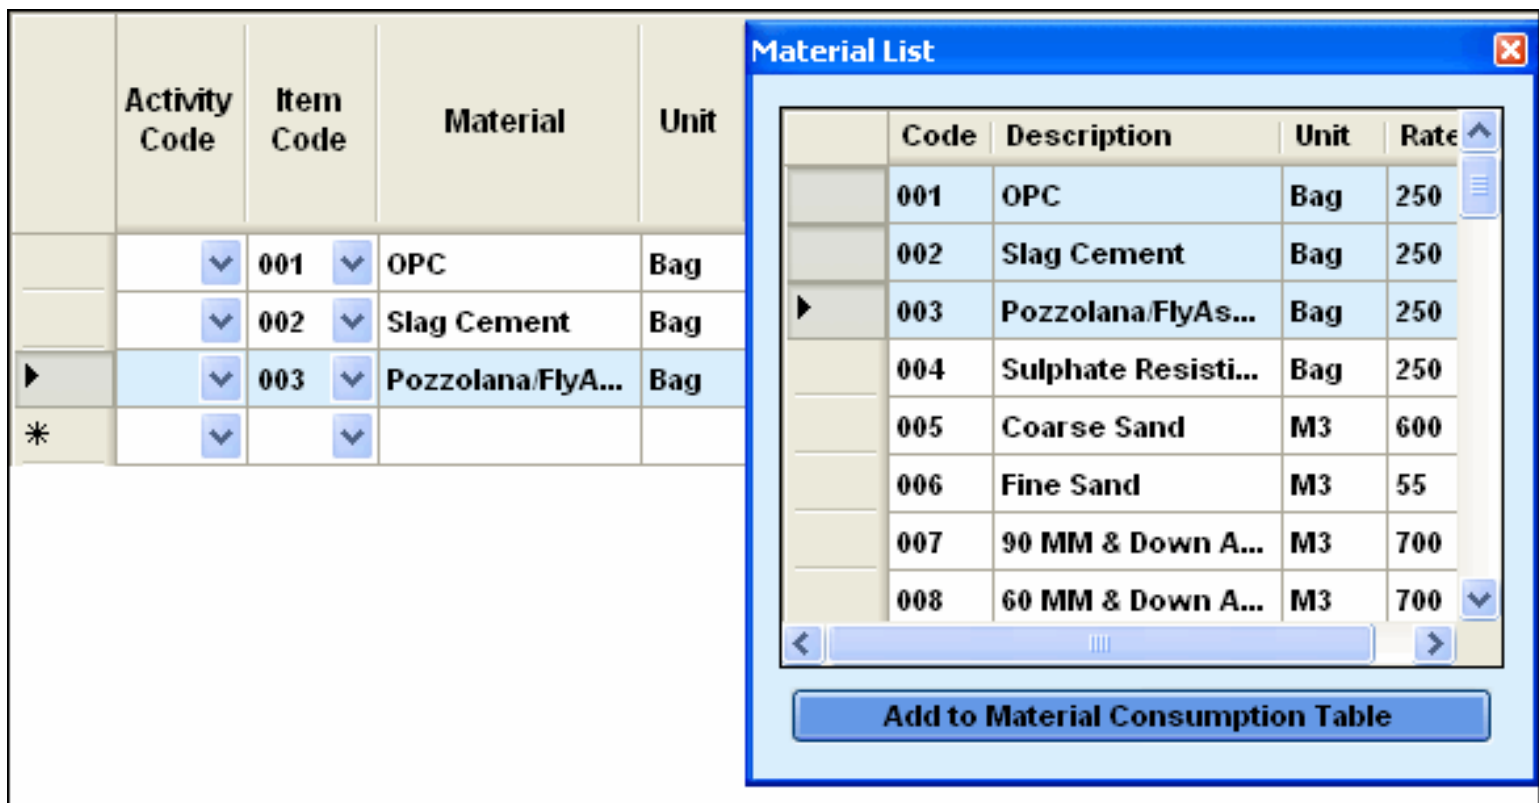 Activity Code Item Code Material Unit
001 OPC Bag
002 Slag Cement Bag
003 Pozzolana/FlyA... Bag
*
Material List
Code Description Unit Rate
001 OPC Bag 250
002 Slag Cement Bag 250
003 Pozzolana/FlyAs... Bag 250
004 Sulphate Resisti... Bag 250
005 Coarse Sand M3 600
006 Fine Sand M3 55
007 90 MM & Down A... M3 700
008 60 MM & Down A... M3 700
Add to Material Consumption Table